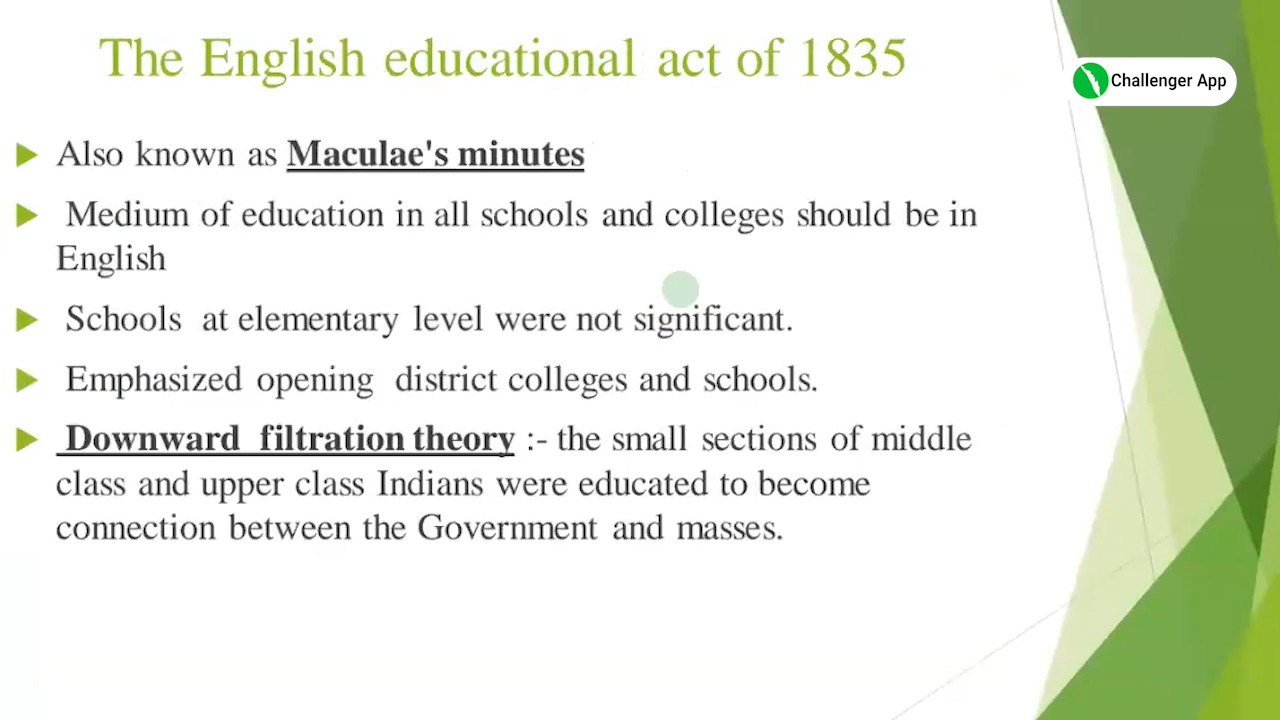 The English educational act of 1835
Challenger App
Also known as Maculae's minutes
Medium of education in all schools and colleges should be in
English
Schools at elementary level were not significant.
Emphasized opening district colleges and schools.
Downward filtration theory :- the small sections of middle
class and upper class Indians were educated to become
connection between the Government and masses.